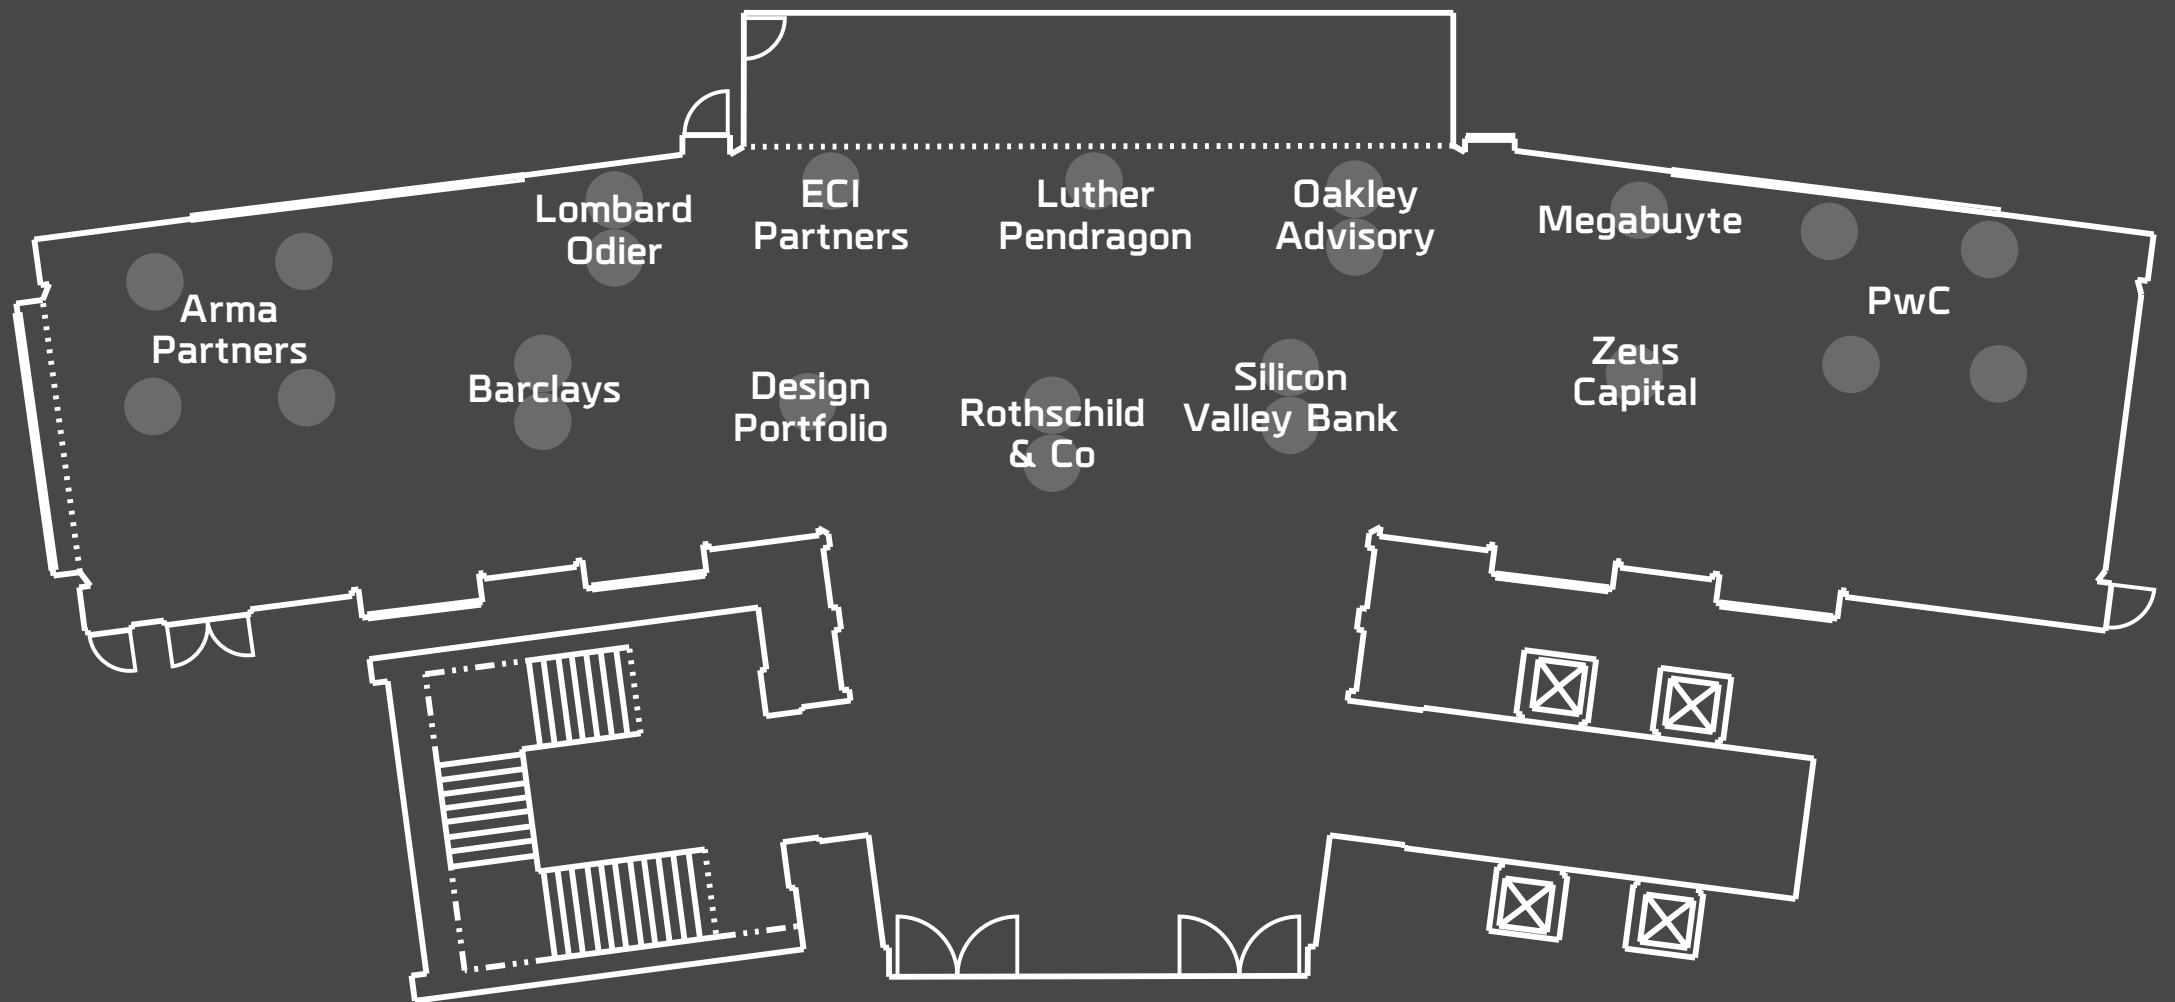 Lombard
Odier
ECI
Partners
Luther
Pendragon
Oakley
Advisory
Megabuyte
Arma
Partners
PwC
Barclays
Design
Portfolio
Rothschild
& Co
Silicon
Valley Bank
Zeus
Capital